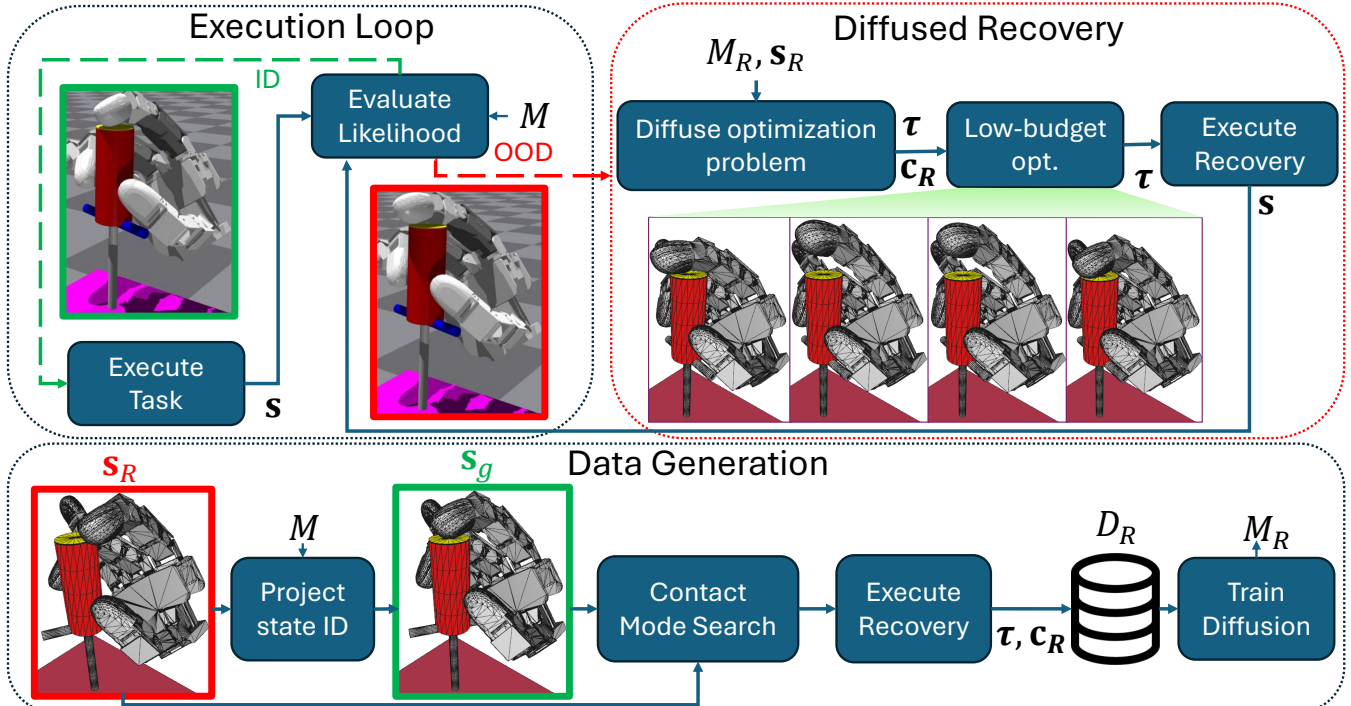 Execution Loop
ID
Evaluate
Likelihood
M
OOD
Execute
Task
s
Diffused Recovery
M_R, s_R
Diffuse optimization
problem
τ
c_R
Low-budget
opt.
τ
Execute
Recovery
s
Data Generation
s_R
M
Project
state ID
s_g
Contact
Mode Search
Execute
Recovery
τ, c_R
D_R
M_R
Train
Diffusion